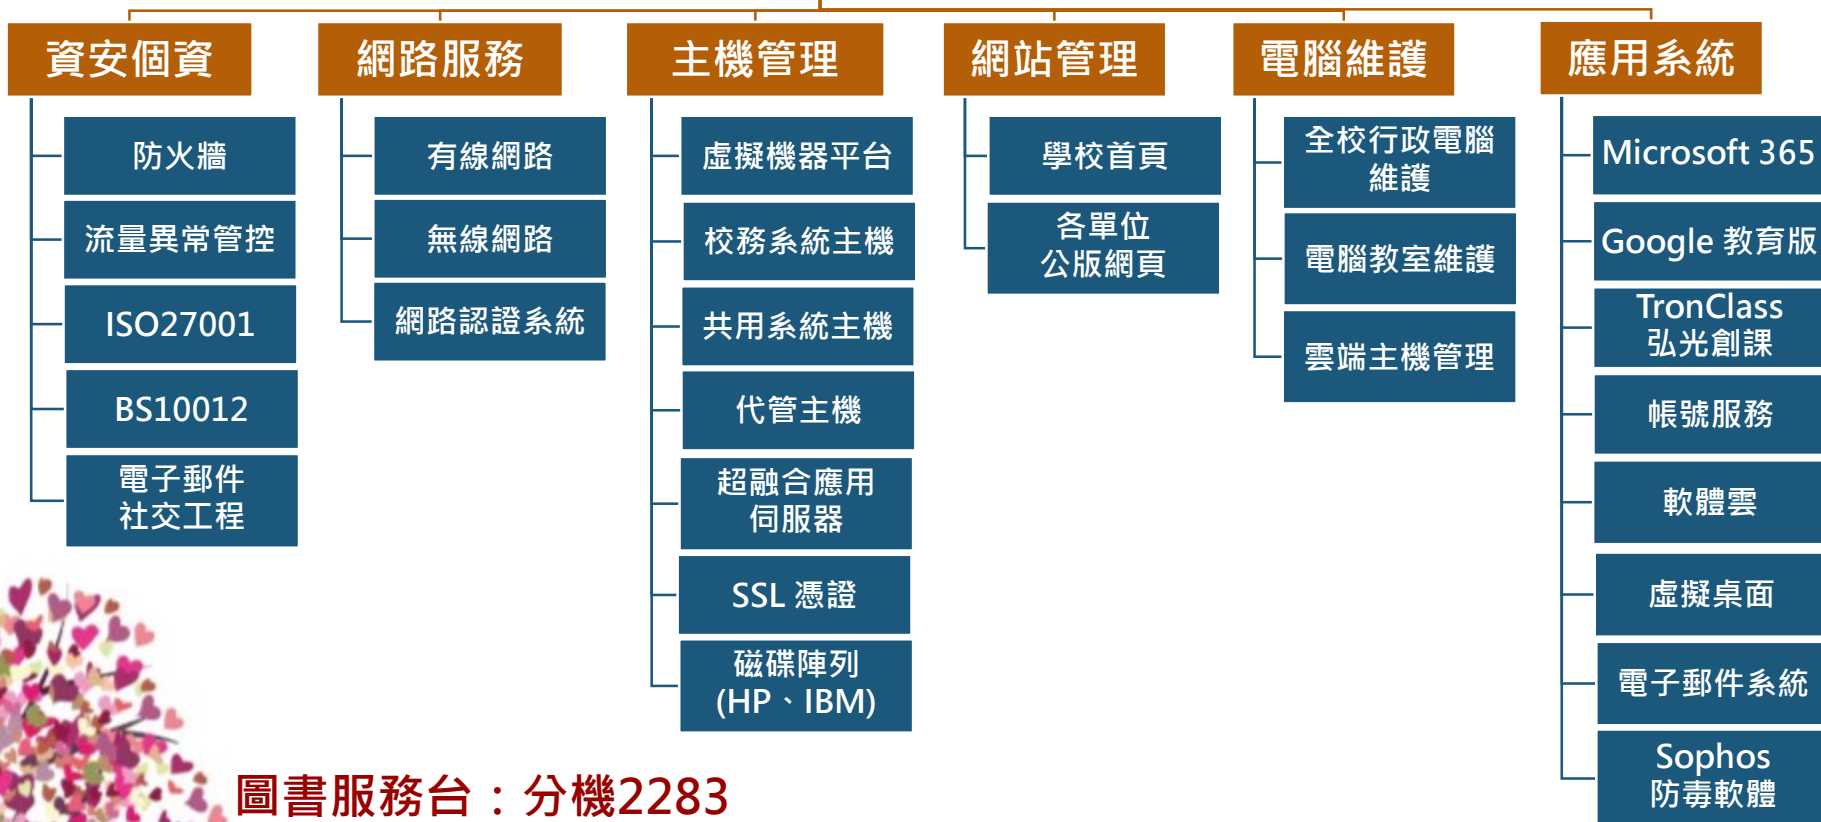 資安個資
防火牆
流量異常管控
ISO27001
BS10012
電子郵件
社交工程
網路服務
有線網路
無線網路
網路認證系統
主機管理
虛擬機器平台
校務系統主機
共用系統主機
代管主機
超融合應用
伺服器
SSL 憑證
磁碟陣列
(HP、IBM)
網站管理
學校首頁
各單位
公版網頁
電腦維護
全校行政電腦
維護
電腦教室維護
雲端主機管理
應用系統
Microsoft 365
Google 教育版
TronClass
弘光創課
帳號服務
軟體雲
虛擬桌面
電子郵件系統
Sophos
防毒軟體
圖書服務台：分機2283